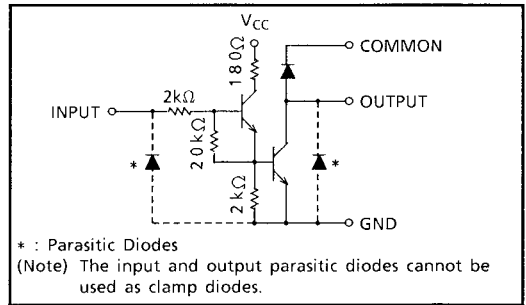 VCC
180Ω
COMMON
2kΩ
INPUT
OUTPUT
20kΩ
*
*
2kΩ
GND
* : Parasitic Diodes
(Note) The input and output parasitic diodes cannot be
used as clamp diodes.